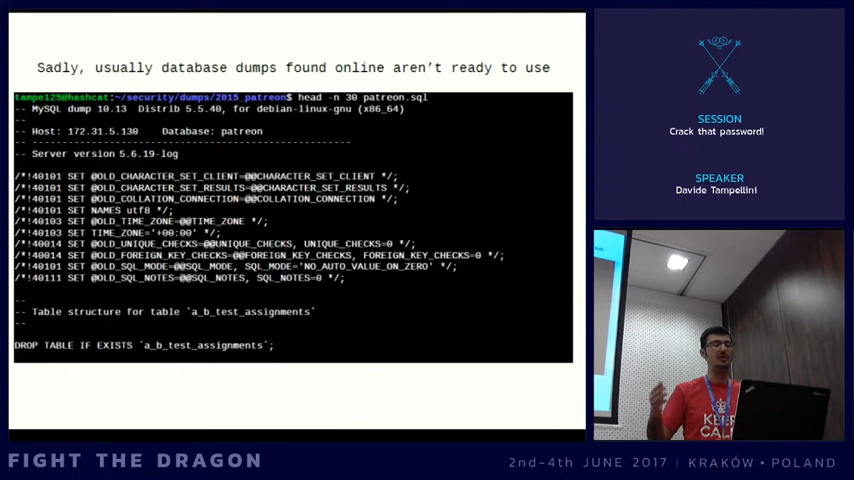 Sadly, usually database dumps found online aren't ready to use
tampe125@hashcat:~/security/dumps/2015_patreon$ head -n 30 patreon.sql
-- MySQL dump 10.13  Distrib 5.5.40, for debian-linux-gnu (x86_64)
--
-- Host: 172.31.5.130    Database: patreon
-- ------------------------------------------------------
-- Server version 5.6.19-log
/*!40101 SET @OLD_CHARACTER_SET_CLIENT=@@CHARACTER_SET_CLIENT */;
/*!40101 SET @OLD_CHARACTER_SET_RESULTS=@@CHARACTER_SET_RESULTS */;
/*!40101 SET @OLD_COLLATION_CONNECTION=@@COLLATION_CONNECTION */;
/*!40101 SET NAMES utf8 */;
/*!40103 SET @OLD_TIME_ZONE=@@TIME_ZONE */;
/*!40103 SET TIME_ZONE='+00:00' */;
/*!40014 SET @OLD_UNIQUE_CHECKS=@@UNIQUE_CHECKS, UNIQUE_CHECKS=0 */;
/*!40014 SET @OLD_FOREIGN_KEY_CHECKS=@@FOREIGN_KEY_CHECKS, FOREIGN_KEY_CHECKS=0 */;
/*!40101 SET @OLD_SQL_MODE=@@SQL_MODE, SQL_MODE='NO_AUTO_VALUE_ON_ZERO' */;
/*!40111 SET @OLD_SQL_NOTES=@@SQL_NOTES, SQL_NOTES=0 */;
--
-- Table structure for table `a_b_test_assignments`
--
DROP TABLE IF EXISTS `a_b_test_assignments`;
SESSION
Crack that password!
SPEAKER
Davide Tampellini
KEEP
CALM
FIGHT THE DRAGON
2nd-4th JUNE 2017 | KRAKÓW • POLAND